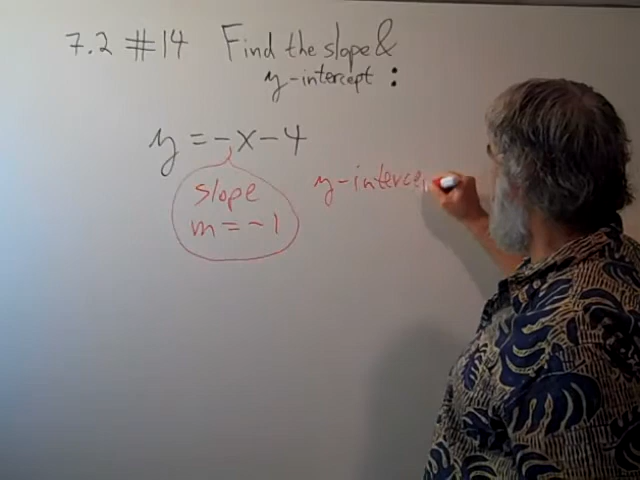 7.2 #14 Find the slope &
y-intercept :
y = -x - 4
slope
m = -1
y-interce